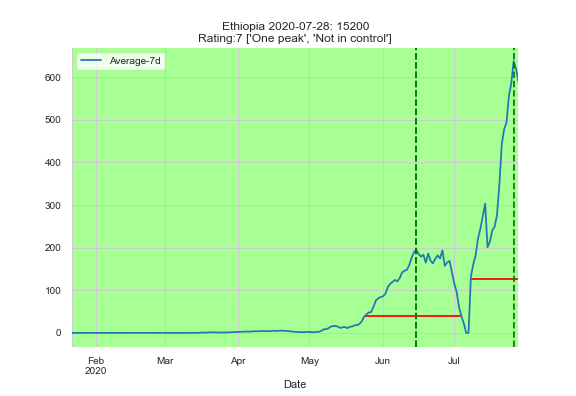 Ethiopia 2020-07-28: 15200
Rating:7 ['One peak', 'Not in control']
Average-7d
600
500
400
300
200
100
0
Feb Mar Apr May Jun Jul
2020
Date